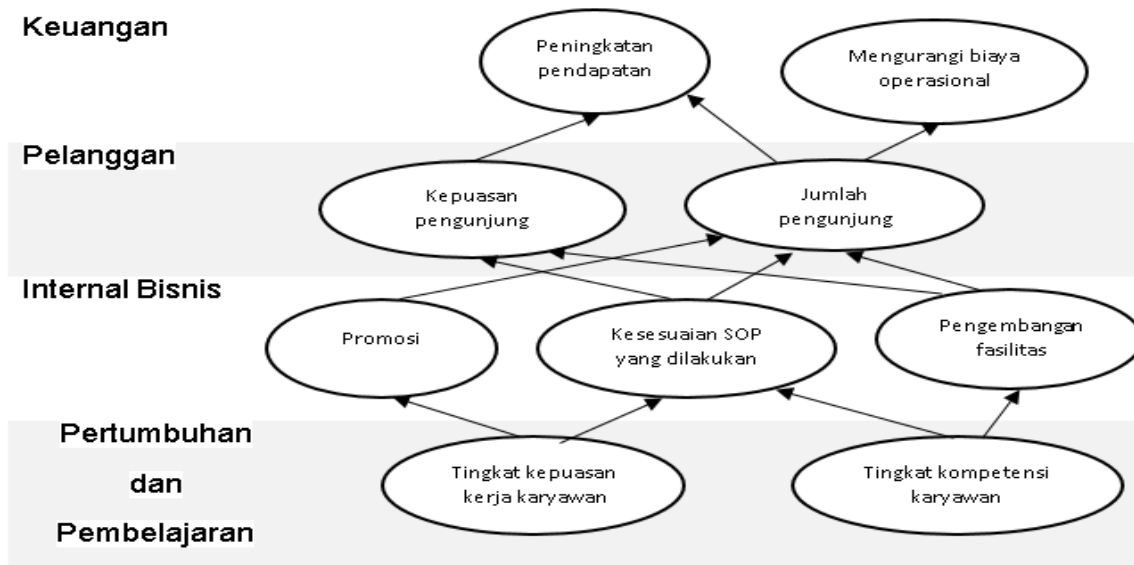 Keuangan
Peningkatan
pendapatan
Mengurangi biaya
operasional
Pelanggan
Kepuasan
pengunjung
Jumlah
pengunjung
Internal Bisnis
Promosi
Kesesuaian SOP
yang dilakukan
Pengembangan
fasilitas
Pertumbuhan
dan
Pembelajaran
Tingkat kepuasan
kerja karyawan
Tingkat kompetensi
karyawan